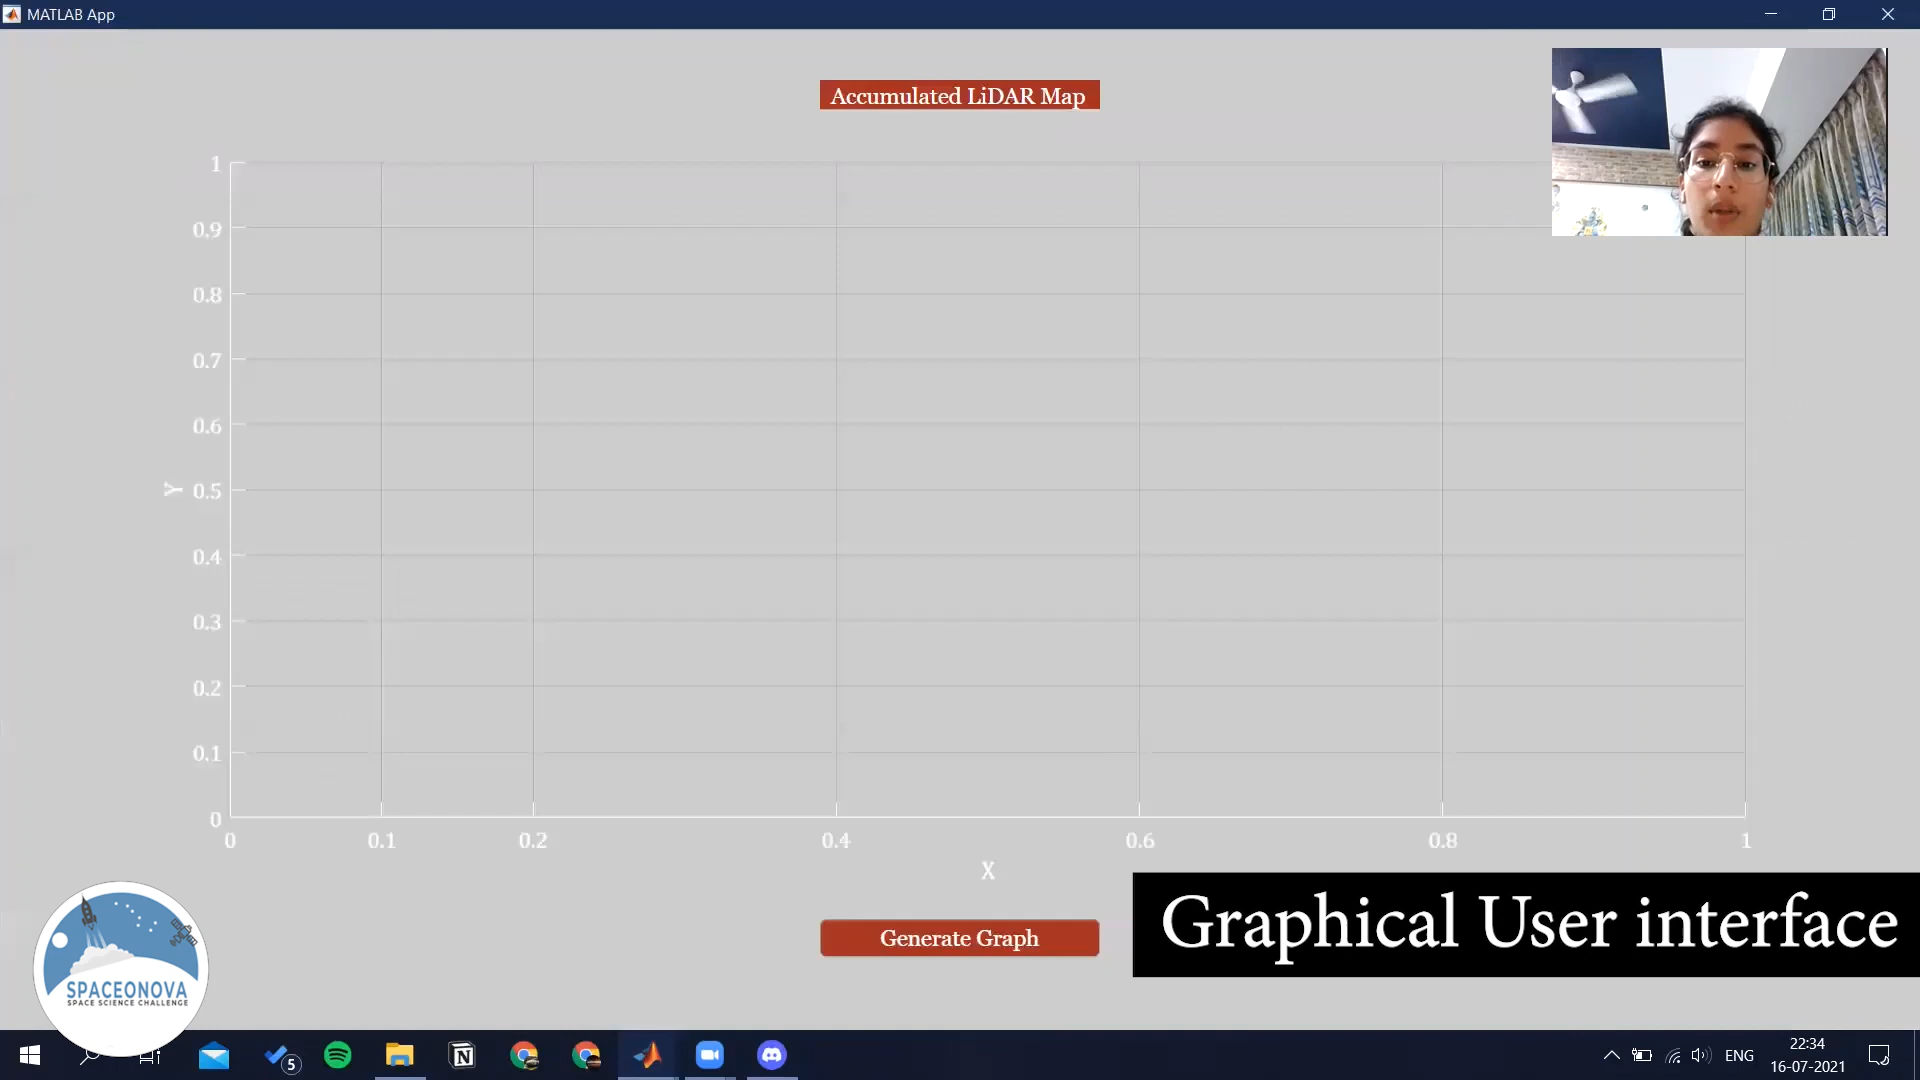 MATLAB App
Accumulated LiDAR Map
1
0.9
0.8
0.7
0.6
0.5
0.4
0.3
0.2
0.1
0
Y
0 0.1 0.2 0.4 0.6 0.8 1
X
Generate Graph
Graphical User interface
SPACEONOVA
SPACE SCIENCE CHALLENGE
5
ENG
22:34
16-07-2021